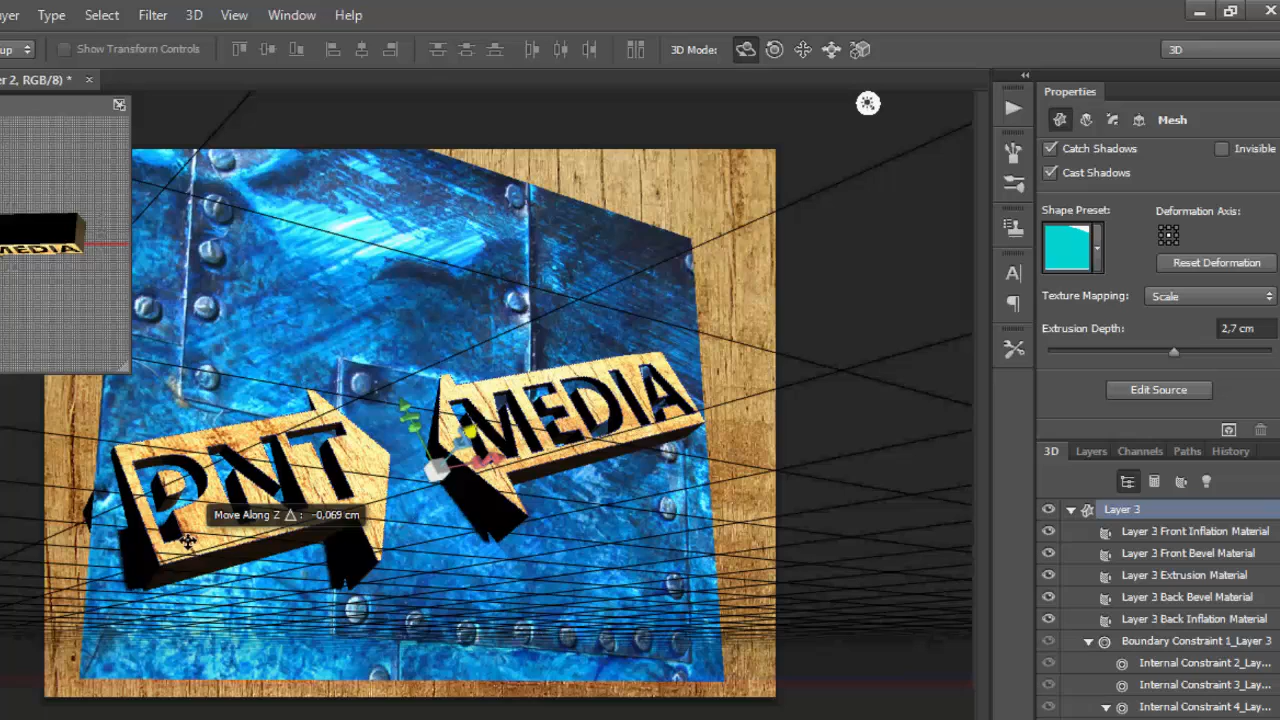 ayer Type Select Filter 3D View Window Help
up Show Transform Controls 3D Mode: 3D
er 2, RGB/8) * ×
Properties
Mesh
Catch Shadows Invisible
Cast Shadows
Shape Preset: Deformation Axis:
Reset Deformation
Texture Mapping: Scale
Extrusion Depth: 2,7 cm
Edit Source
MEDIA
MEDIA
PNT
Move Along Z △: -0,069 cm
3D Layers Channels Paths History
Layer 3
Layer 3 Front Inflation Material
Layer 3 Front Bevel Material
Layer 3 Extrusion Material
Layer 3 Back Bevel Material
Layer 3 Back Inflation Material
Boundary Constraint 1_Layer 3
Internal Constraint 2_Lay...
Internal Constraint 3_Lay...
Internal Constraint 4_Lay...